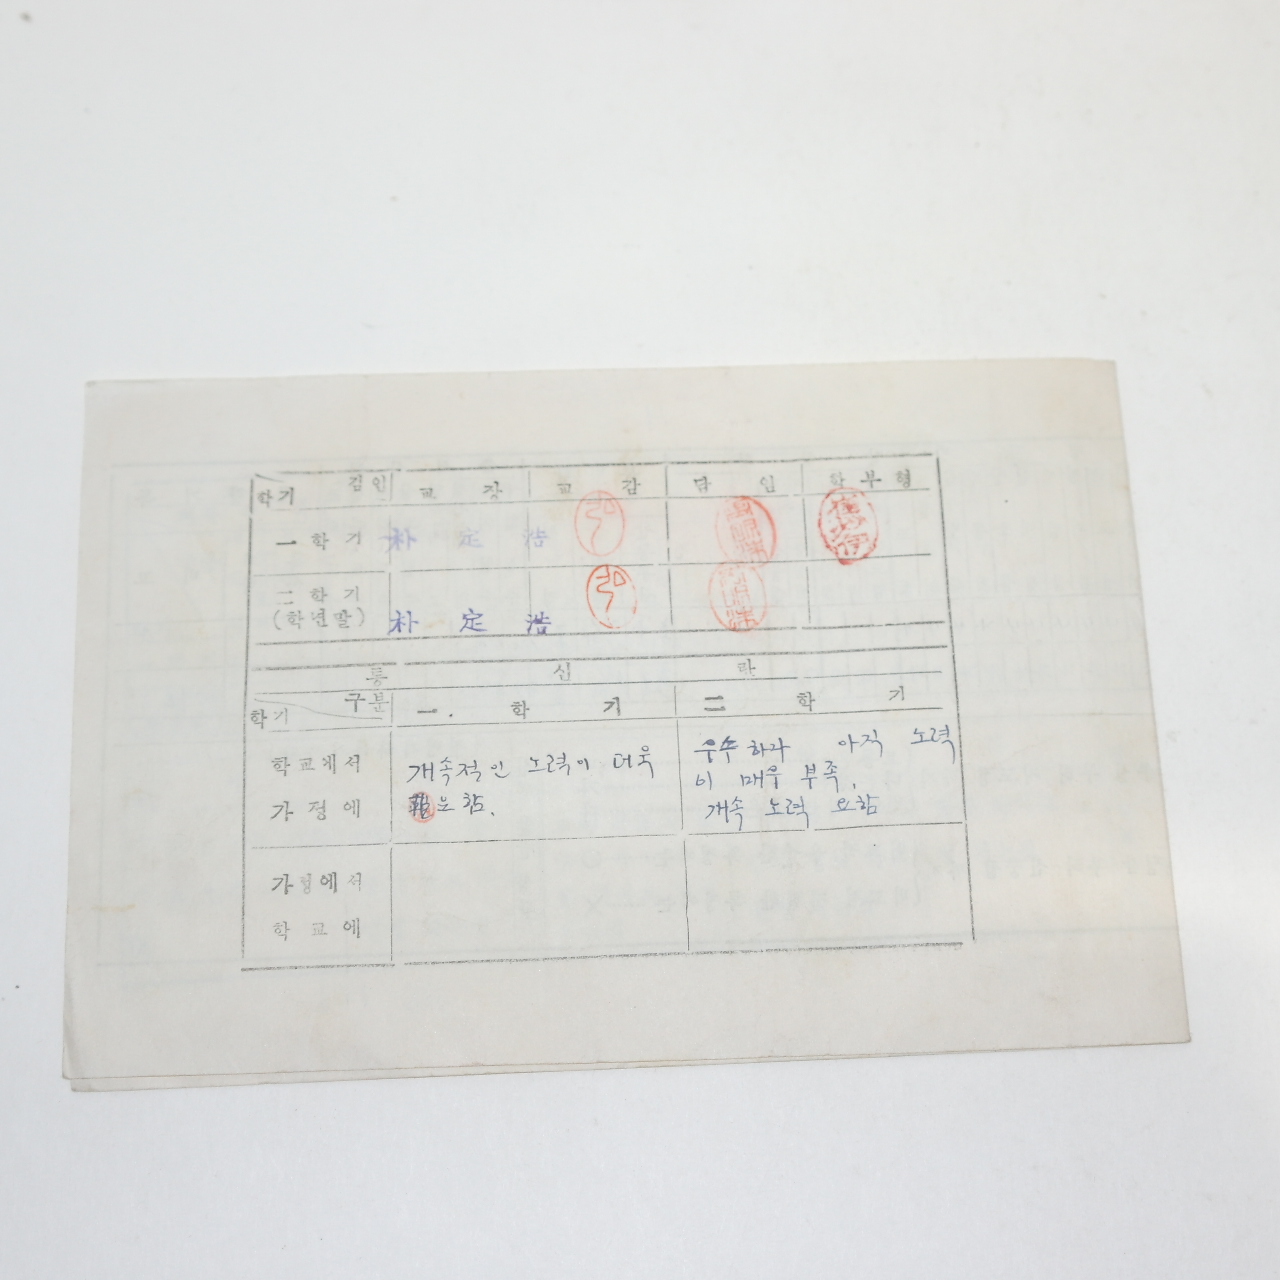 학기 검인 교장 교감 담임 학부형
一학기 朴定浩
二학기 (학년말) 朴定浩
통신란
학기 구분 一. 학기 二 학기
학교에서 가정에
개속적인 노력이 더욱
요함.
우수하나 아직 노력
이 매우 부족,
개속 노력 요함
가정에서 학교에